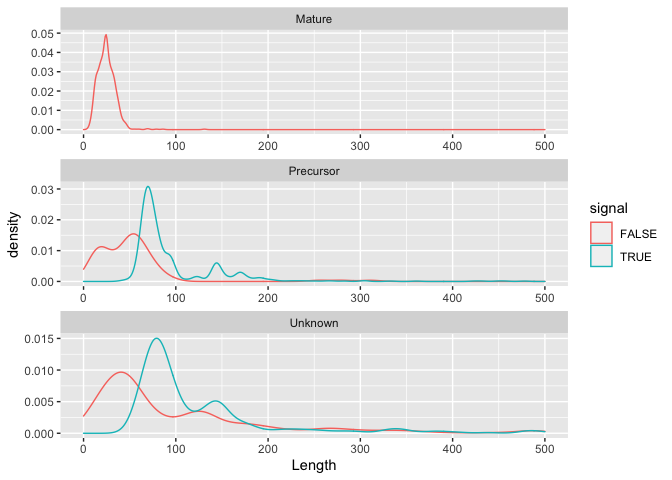 Mature
0.05
0.04
0.03
0.02
0.01
0.00
0 100 200 300 400 500
Precursor
0.03
0.02
0.01
0.00
0 100 200 300 400 500
Unknown
0.015
0.010
0.005
0.000
0 100 200 300 400 500
Length
density
signal
FALSE
TRUE